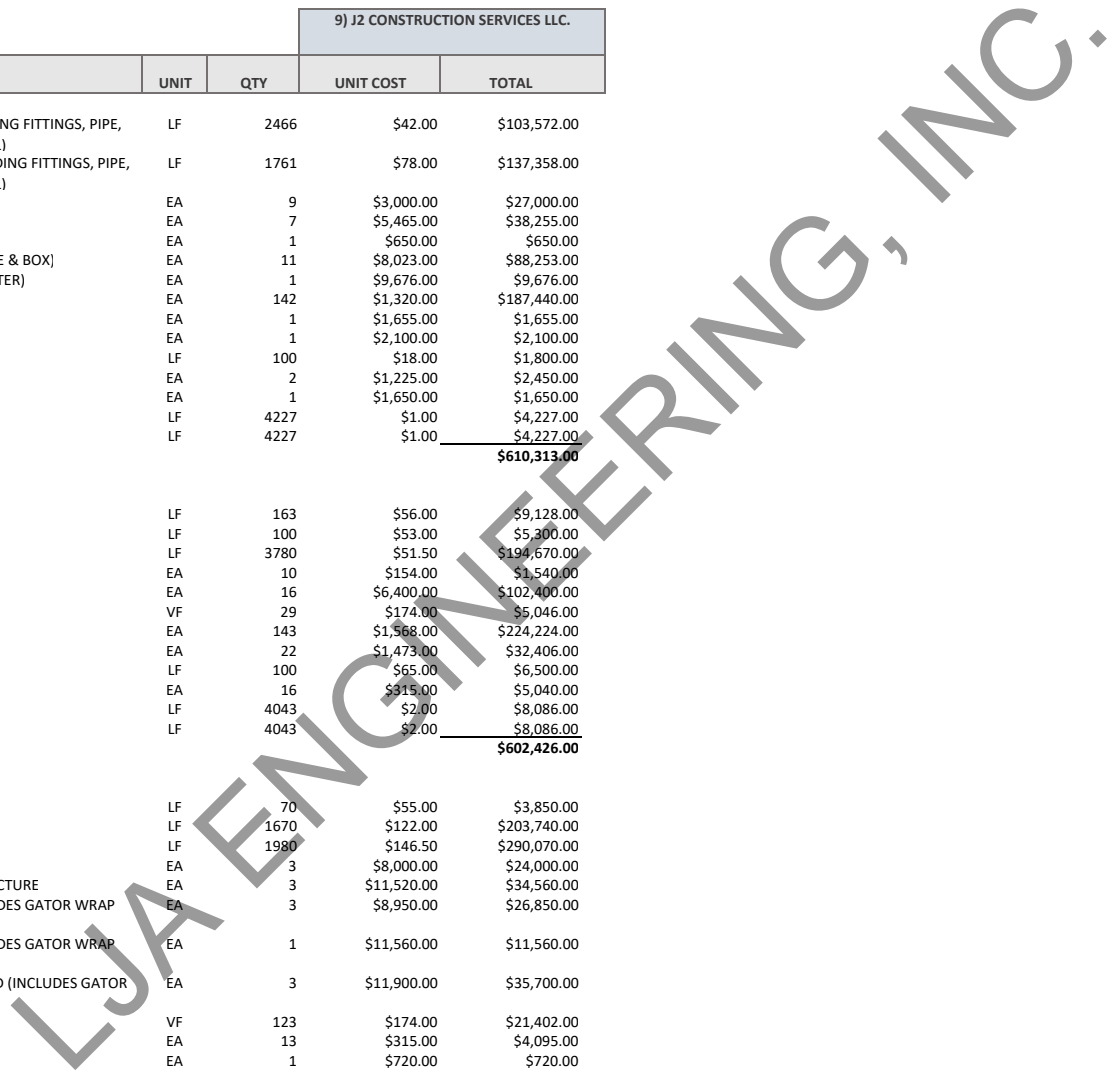 9) J2 CONSTRUCTION SERVICES LLC.
UNIT QTY UNIT COST TOTAL
NG FITTINGS, PIPE, LF 2466 $42.00 $103,572.00
)
DING FITTINGS, PIPE, LF 1761 $78.00 $137,358.00
)
EA 9 $3,000.00 $27,000.00
EA 7 $5,465.00 $38,255.00
EA 1 $650.00 $650.00
E & BOX) EA 11 $8,023.00 $88,253.00
TER) EA 1 $9,676.00 $9,676.00
EA 142 $1,320.00 $187,440.00
EA 1 $1,655.00 $1,655.00
EA 1 $2,100.00 $2,100.00
LF 100 $18.00 $1,800.00
EA 2 $1,225.00 $2,450.00
EA 1 $1,650.00 $1,650.00
LF 4227 $1.00 $4,227.00
LF 4227 $1.00 $4,227.00
$610,313.00
LF 163 $56.00 $9,128.00
LF 100 $53.00 $5,300.00
LF 3780 $51.50 $194,670.00
EA 10 $154.00 $1,540.00
EA 16 $6,400.00 $102,400.00
VF 29 $174.00 $5,046.00
EA 143 $1,568.00 $224,224.00
EA 22 $1,473.00 $32,406.00
LF 100 $65.00 $6,500.00
EA 16 $315.00 $5,040.00
LF 4043 $2.00 $8,086.00
LF 4043 $2.00 $8,086.00
$602,426.00
LF 70 $55.00 $3,850.00
LF 1670 $122.00 $203,740.00
LF 1980 $146.50 $290,070.00
EA 3 $8,000.00 $24,000.00
CTURE EA 3 $11,520.00 $34,560.00
DES GATOR WRAP EA 3 $8,950.00 $26,850.00
DES GATOR WRAP EA 1 $11,560.00 $11,560.00
D (INCLUDES GATOR EA 3 $11,900.00 $35,700.00
VF 123 $174.00 $21,402.00
EA 13 $315.00 $4,095.00
EA 1 $720.00 $720.00
LJA ENGINEERING, INC.